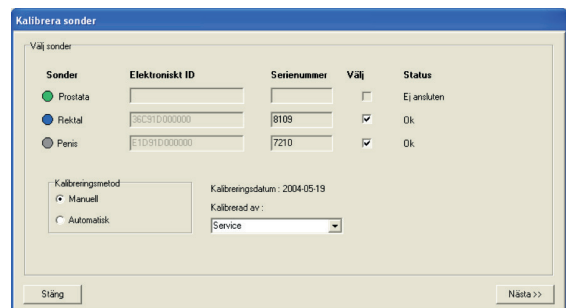 Kalibrera sonder
Välj sonder
Sonder Elektroniskt ID Serienummer Välj Status
Prostata Ej ansluten
Rektal 36C91D000000 8109 Ok
Penis E1D91D000000 7210 Ok
Kalibreringsmetod
Manuell
Automatisk
Kalibreringsdatum : 2004-05-19
Kalibrerad av :
Service
Stäng Nästa >>